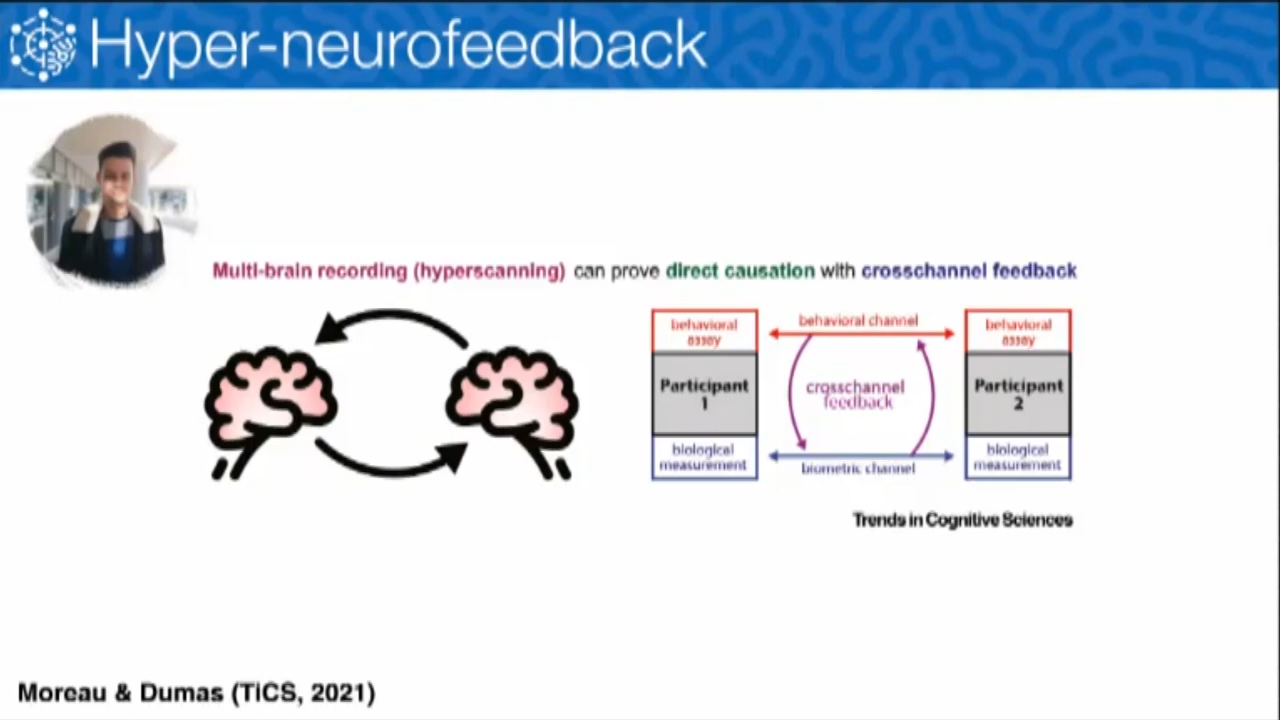 Hyper-neurofeedback
Multi-brain recording (hyperscanning) can prove direct causation with crosschannel feedback
behavioral
assay
Participant
1
biological
measurement
behavioral channel
crosschannel
feedback
biometric channel
behavioral
assay
Participant
2
biological
measurement
Trends in Cognitive Sciences
Moreau & Dumas (TiCS, 2021)